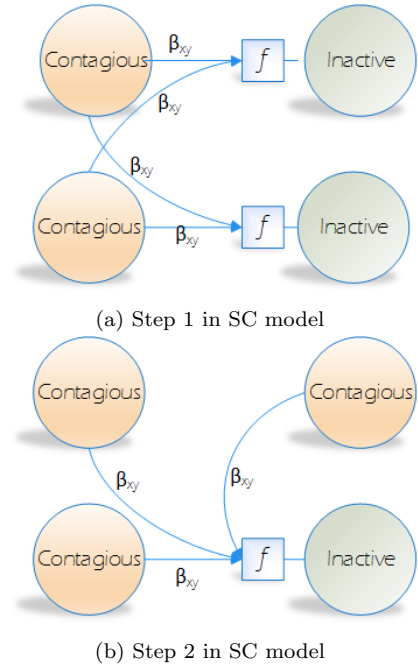 Contagious βxy f Inactive
βxy
βxy
Contagious βxy f Inactive
(a) Step 1 in SC model
Contagious Contagious
βxy βxy
Contagious βxy f Inactive
(b) Step 2 in SC model